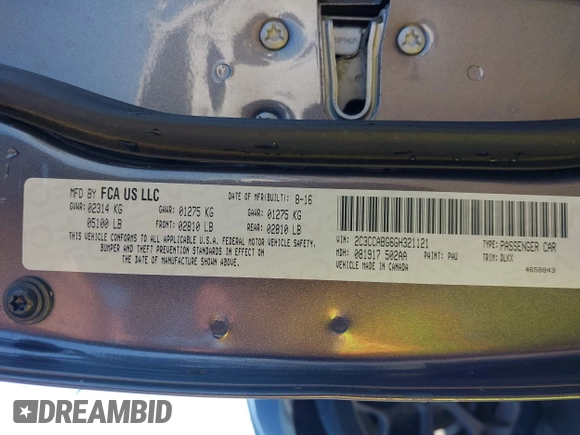 MFD BY FCA US LLC
DATE OF MFR(BUILT): 8-16
GVWR: 02314 KG
GAWR: 01275 KG
GAWR: 01275 KG
05100 LB
FRONT: 02810 LB
REAR: 02810 LB
THIS VEHICLE CONFORMS TO ALL APPLICABLE U.S.A. FEDERAL MOTOR VEHICLE SAFETY,
BUMPER AND THEFT PREVENTION STANDARDS IN EFFECT ON
THE DATE OF MANUFACTURE SHOWN ABOVE.
VIN: 2C3CCABG6GH321121
TYPE: PASSENGER CAR
MDH: 081917 502AA
PAINT: PAU
TRIM: DLKX
VEHICLE MADE IN CANADA
4658843
DREAMBID